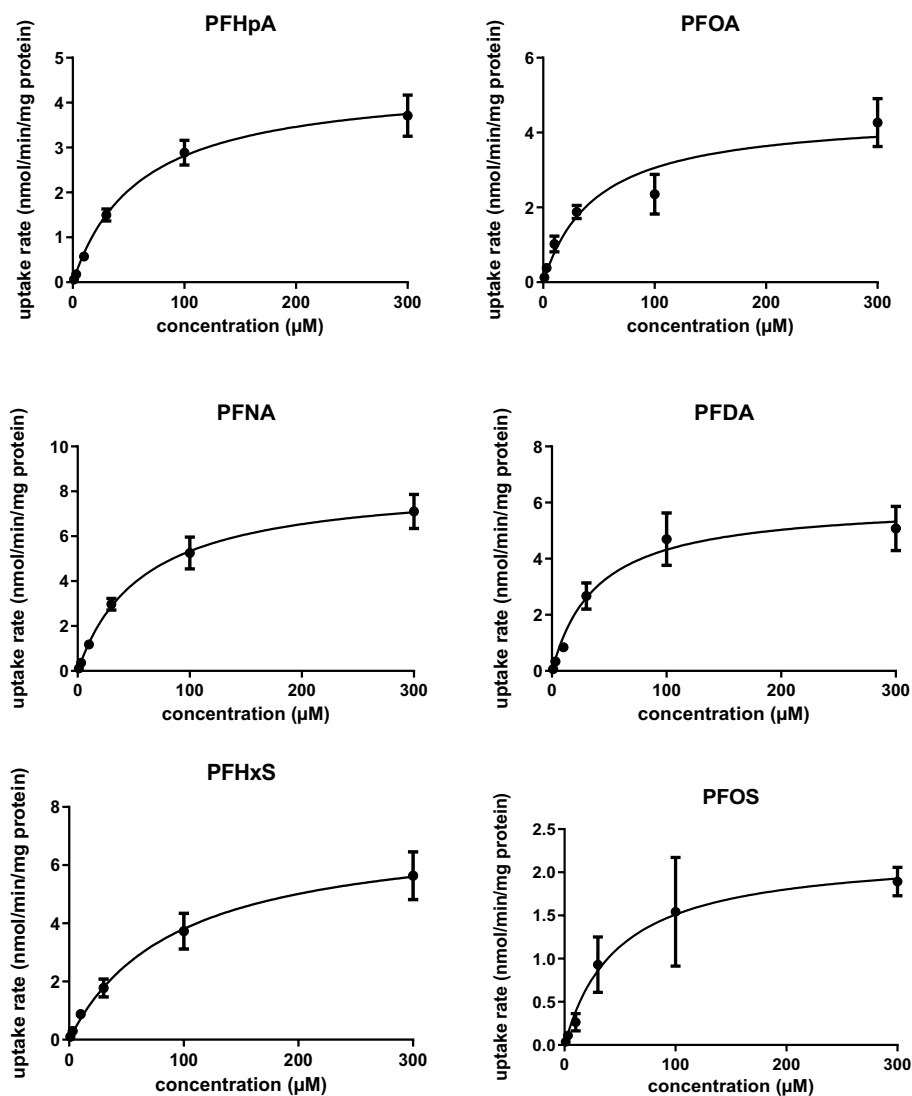 PFHpA
uptake rate (nmol/min/mg protein)
5
4
3
2
1
0
0 100 200 300
concentration (µM)
PFOA
uptake rate (nmol/min/mg protein)
6
4
2
0
0 100 200 300
concentration (µM)
PFNA
uptake rate (nmol/min/mg protein)
10
8
6
4
2
0
0 100 200 300
concentration (µM)
PFDA
uptake rate (nmol/min/mg protein)
8
6
4
2
0
0 100 200 300
concentration (µM)
PFHxS
uptake rate (nmol/min/mg protein)
8
6
4
2
0
0 100 200 300
concentration (µM)
PFOS
uptake rate (nmol/min/mg protein)
2.5
2.0
1.5
1.0
0.5
0.0
0 100 200 300
concentration (µM)